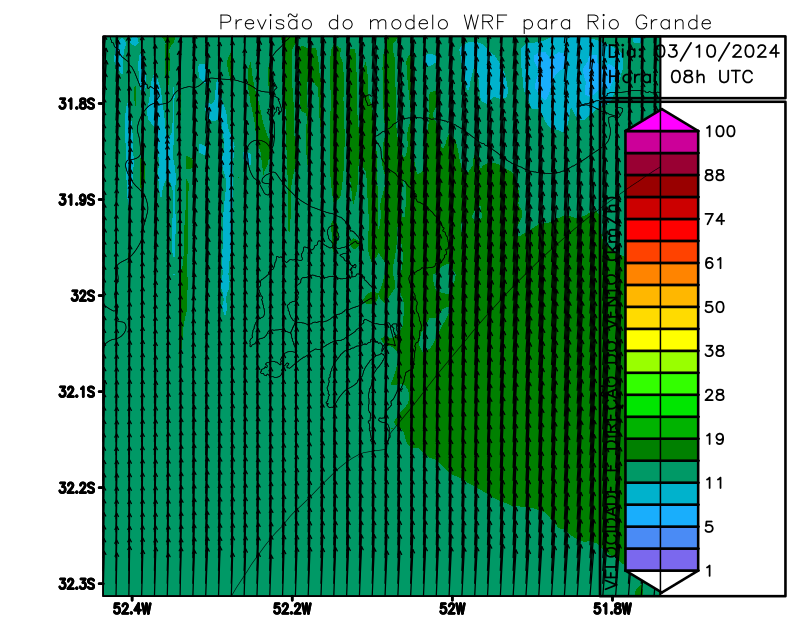 Previsão do modelo WRF para Rio Grande
Dia: 03/10/2024
Hora: 08h UTC
31.8S
31.9S
32S
32.1S
32.2S
32.3S
52.4W
52.2W
52W
51.8W
VELOCIDADE E DIREÇÃO DO VENTO (km/h)
100
88
74
61
50
38
28
19
11
5
1